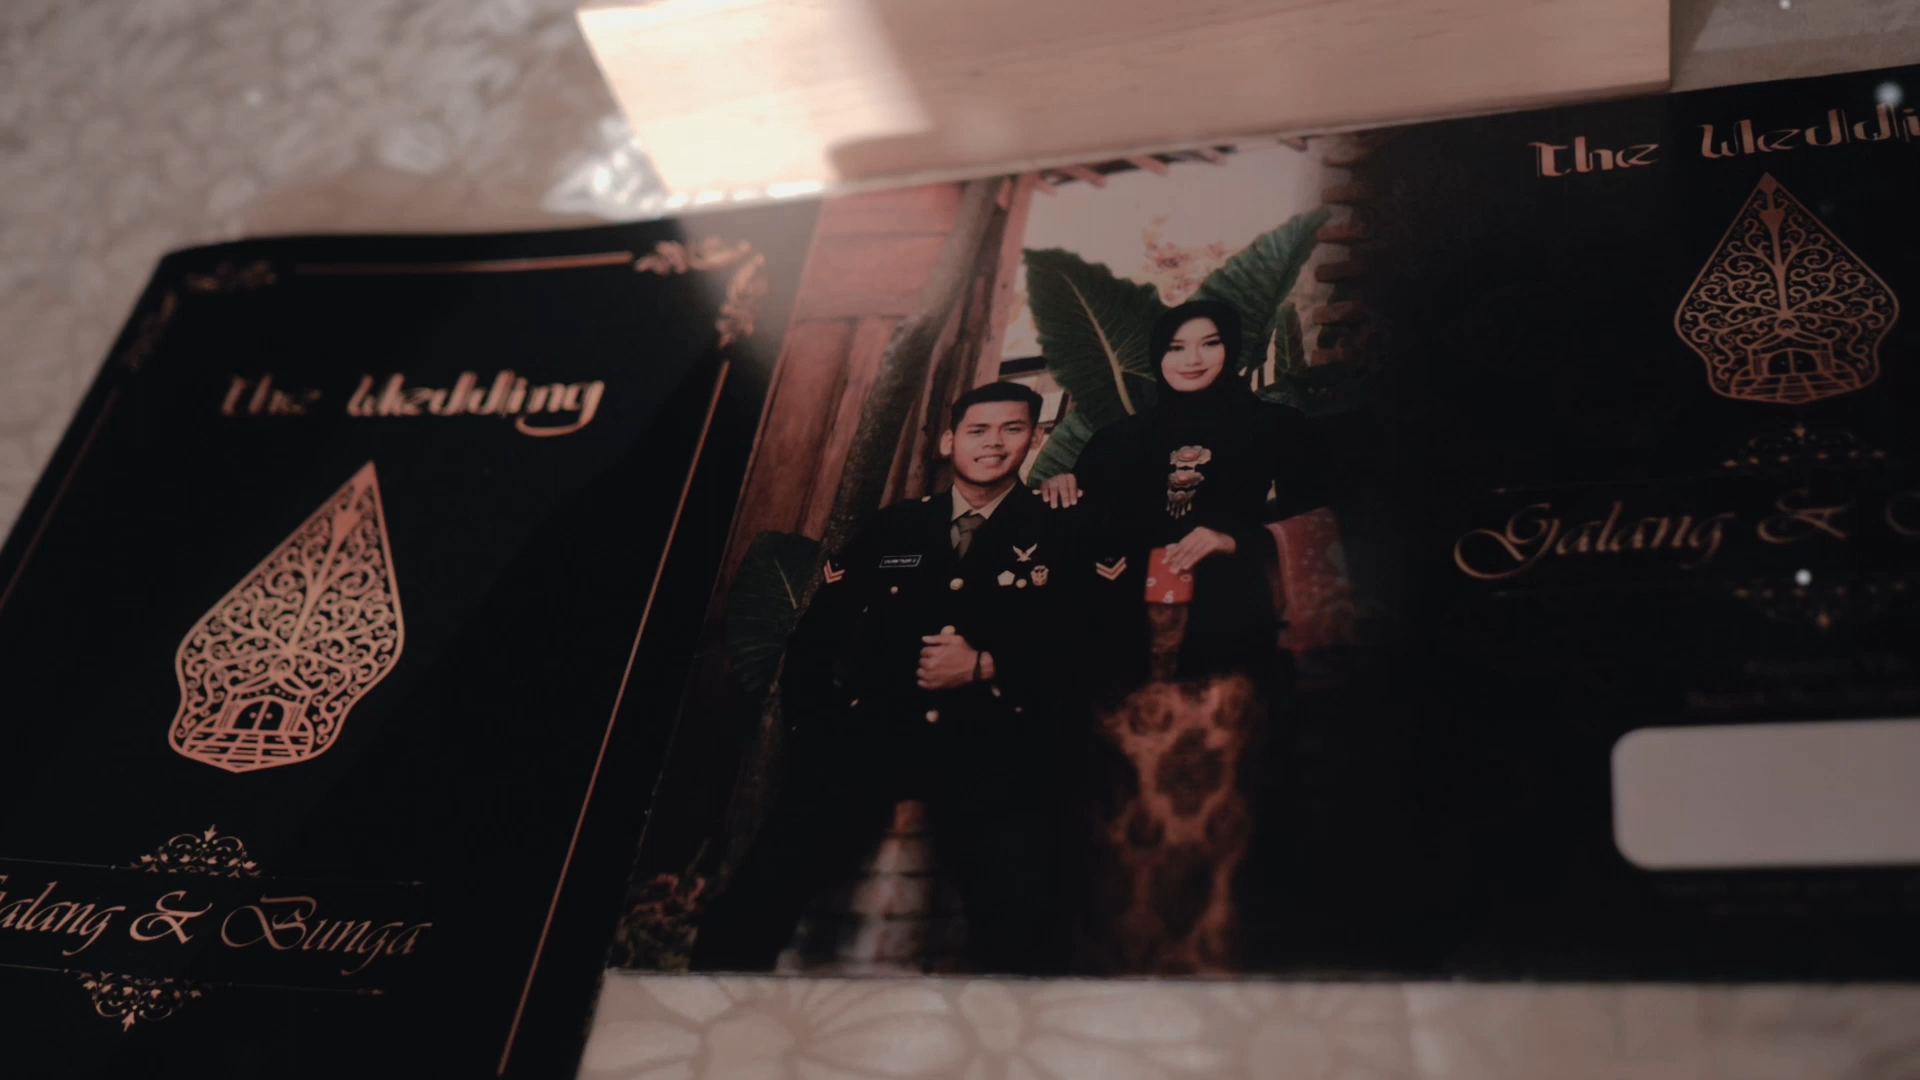 The Wedding
Galang & Bunga
The Weddi
Galang &